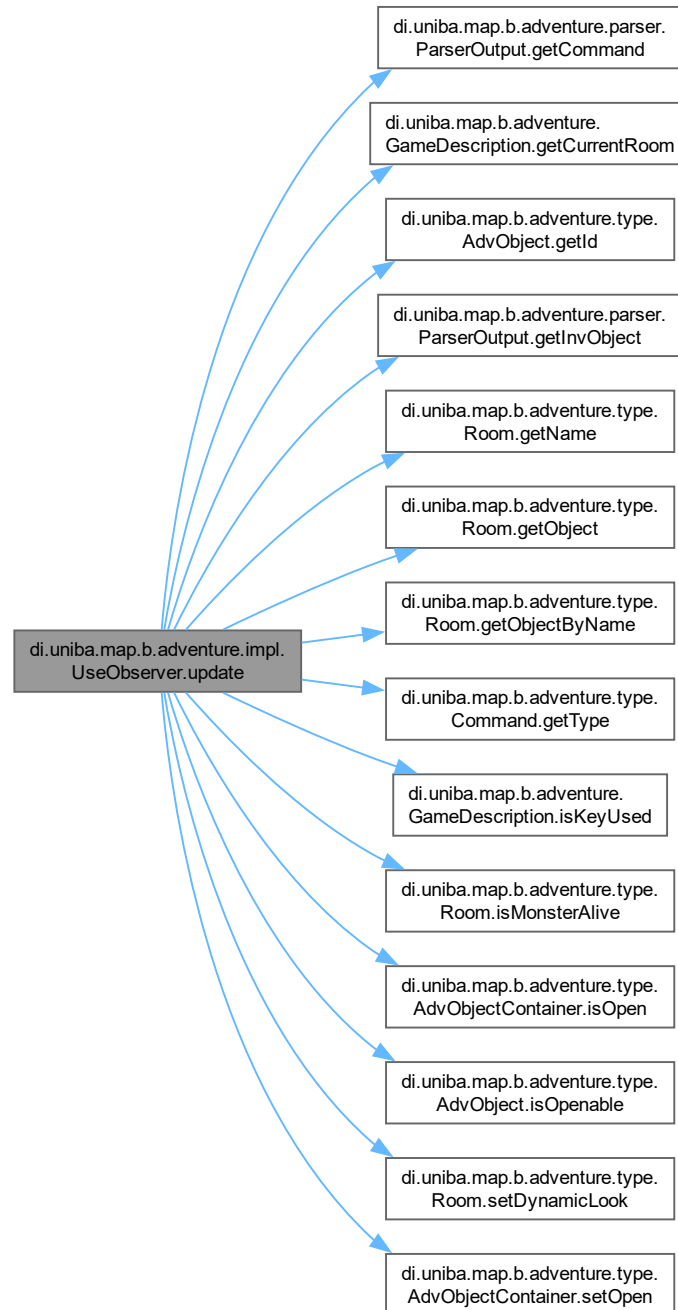 di.uniba.map.b.adventure.parser.
ParserOutput.getCommand
di.uniba.map.b.adventure.
GameDescription.getCurrentRoom
di.uniba.map.b.adventure.type.
AdvObject.getId
di.uniba.map.b.adventure.parser.
ParserOutput.getInvObject
di.uniba.map.b.adventure.type.
Room.getName
di.uniba.map.b.adventure.type.
Room.getObject
di.uniba.map.b.adventure.impl.
UseObserver.update
di.uniba.map.b.adventure.type.
Room.getObjectByName
di.uniba.map.b.adventure.type.
Command.getType
di.uniba.map.b.adventure.
GameDescription.isKeyUsed
di.uniba.map.b.adventure.type.
Room.isMonsterAlive
di.uniba.map.b.adventure.type.
AdvObjectContainer.isOpen
di.uniba.map.b.adventure.type.
AdvObject.isOpenable
di.uniba.map.b.adventure.type.
Room.setDynamicLook
di.uniba.map.b.adventure.type.
AdvObjectContainer.setOpen